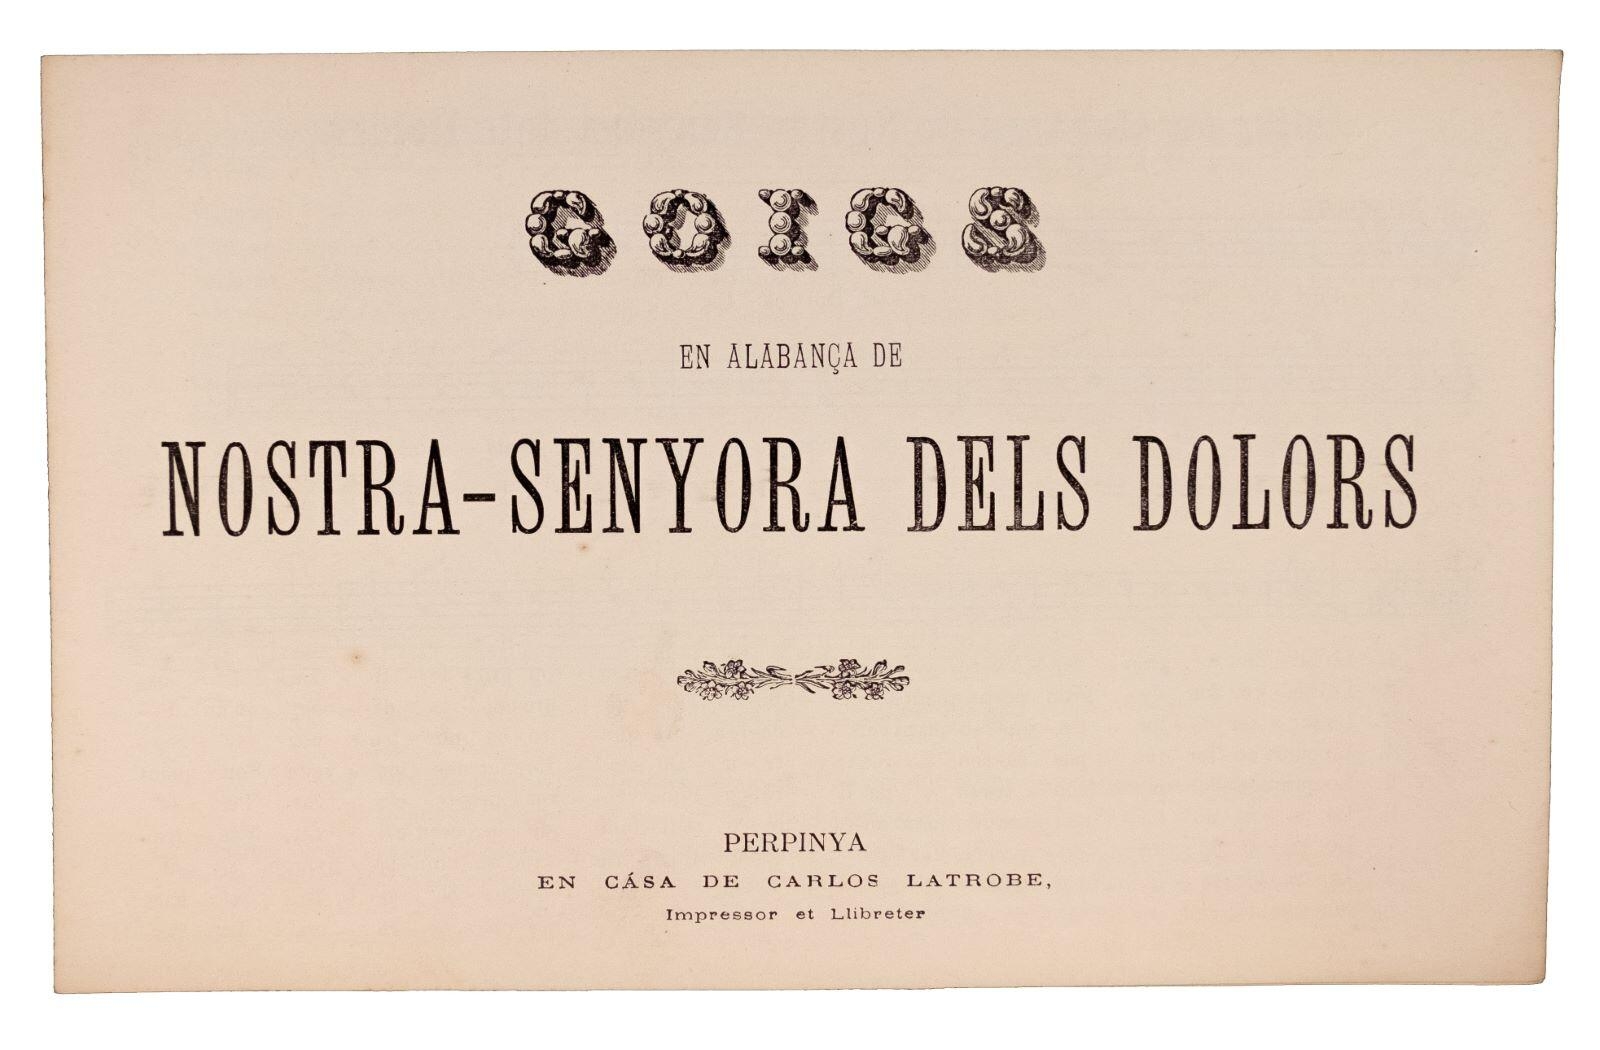 GOIGS
EN ALABANÇA DE
NOSTRA-SENYORA DELS DOLORS
PERPINYA
EN CÁSA DE CARLOS LATROBE,
Impressor et Llibreter